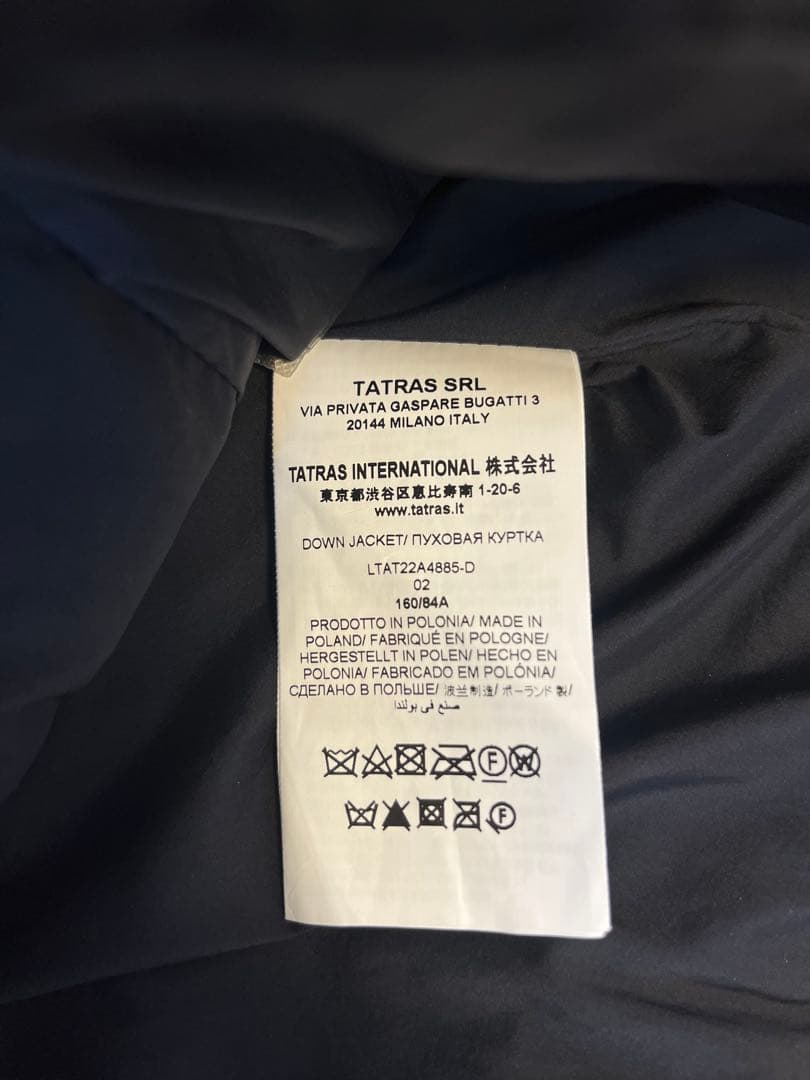 TATRAS SRL
VIA PRIVATA GASPARE BUGATTI 3
20144 MILANO ITALY
TATRAS INTERNATIONAL 株式会社
東京都渋谷区恵比寿南 1-20-6
www.tatras.it
DOWN JACKET/ ПУХОВАЯ КУРТКА
LTAT22A4885-D
02
160/84A
PRODOTTO IN POLONIA/ MADE IN
POLAND/ FABRIQUÉ EN POLOGNE/
HERGESTELLT IN POLEN/ HECHO EN
POLONIA/ FABRICADO EM POLÓNIA/
СДЕЛАНО В ПОЛЬШЕ/ 波兰制造/ ポーランド製/
صنع في بولندا
F W
F